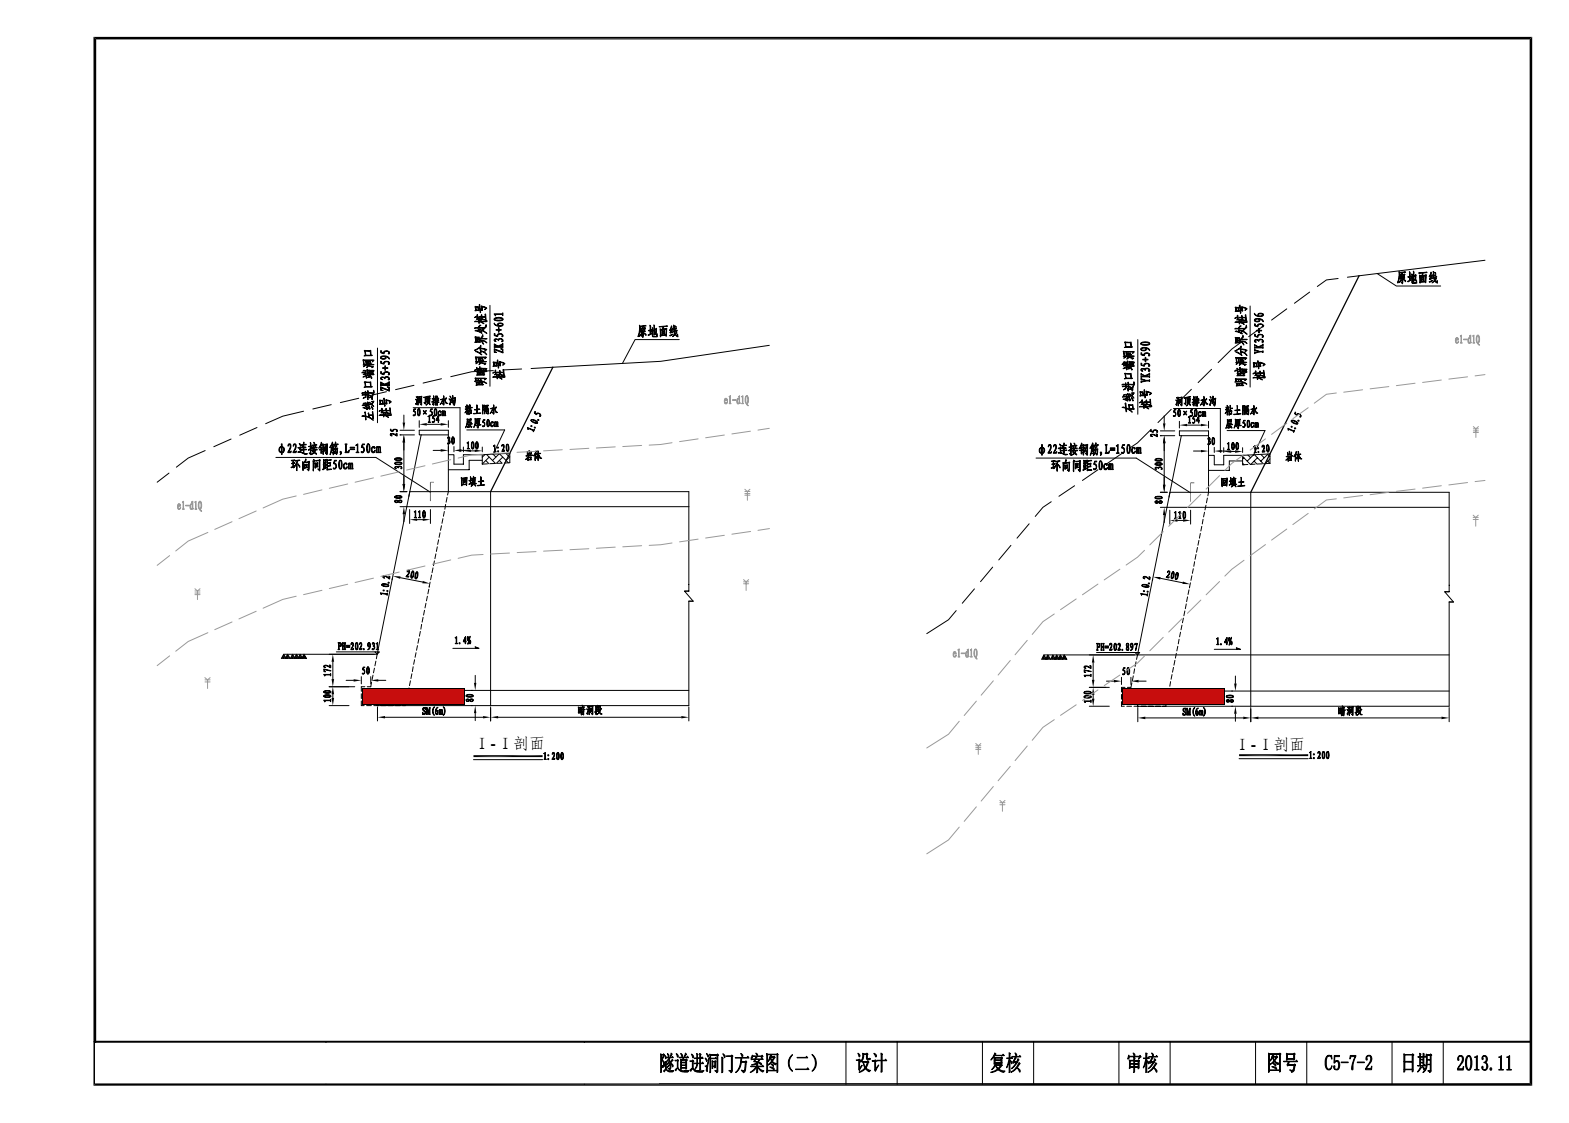 左线进口端洞口
桩号 ZK35+595
明暗洞分界处桩号
桩号 ZK35+601
原地面线
洞顶排水沟
50×50cm
154
粘土隔水
层厚50cm
25
30
100
1:20
1:0.5
岩体
φ22连接钢筋,L=150cm
环向间距50cm
300
回填土
80
110
el-dlQ
el-dlQ
1:0.2
200
PH=202.931
1.4%
172
50
100
80
SM(6m)
暗洞段
I-I剖面
1:200
右线进口端洞口
桩号 YK35+590
明暗洞分界处桩号
桩号 YK35+596
原地面线
洞顶排水沟
50×50cm
154
粘土隔水
层厚50cm
25
30
100
1:20
1:0.5
岩体
φ22连接钢筋,L=150cm
环向间距50cm
300
回填土
80
110
el-dlQ
el-dlQ
1:0.2
200
PH=202.897
1.4%
172
50
100
80
SM(6m)
暗洞段
I-I剖面
1:200
隧道进洞门方案图（二） 设计 复核 审核 图号 C5-7-2 日期 2013.11